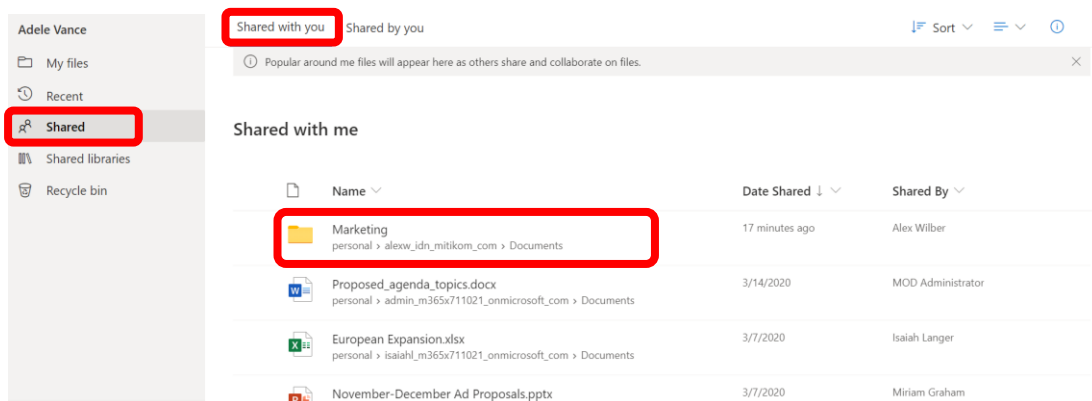 Adele Vance
My files
Recent
Shared
Shared libraries
Recycle bin
Shared with you Shared by you Sort
Popular around me files will appear here as others share and collaborate on files.
Shared with me
Name Date Shared ↓ Shared By
Marketing 17 minutes ago Alex Wilber
personal › alexw_idn_mitikom_com › Documents
Proposed_agenda_topics.docx 3/14/2020 MOD Administrator
personal › admin_m365x711021_onmicrosoft_com › Documents
European Expansion.xlsx 3/7/2020 Isaiah Langer
personal › isaiahl_m365x711021_onmicrosoft_com › Documents
November-December Ad Proposals.pptx 3/7/2020 Miriam Graham